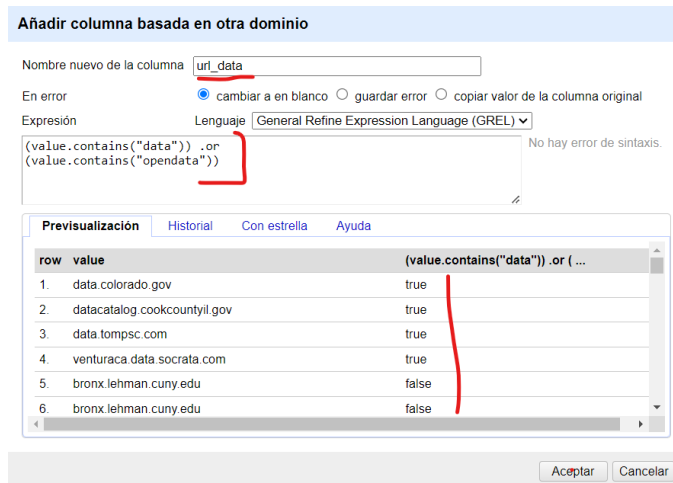 Añadir columna basada en otra dominio
Nombre nuevo de la columna url_data
En error cambiar a en blanco guardar error copiar valor de la columna original
Expresión Lenguaje General Refine Expression Language (GREL)
(value.contains("data")) .or No hay error de sintaxis.
(value.contains("opendata"))
Previsualización Historial Con estrella Ayuda
row value (value.contains("data")) .or ( ...
1. data.colorado.gov true
2. datacatalog.cookcountyil.gov true
3. data.tompsc.com true
4. venturaca.data.socrata.com true
5. bronx.lehman.cuny.edu false
6. bronx.lehman.cuny.edu false
Aceptar Cancelar